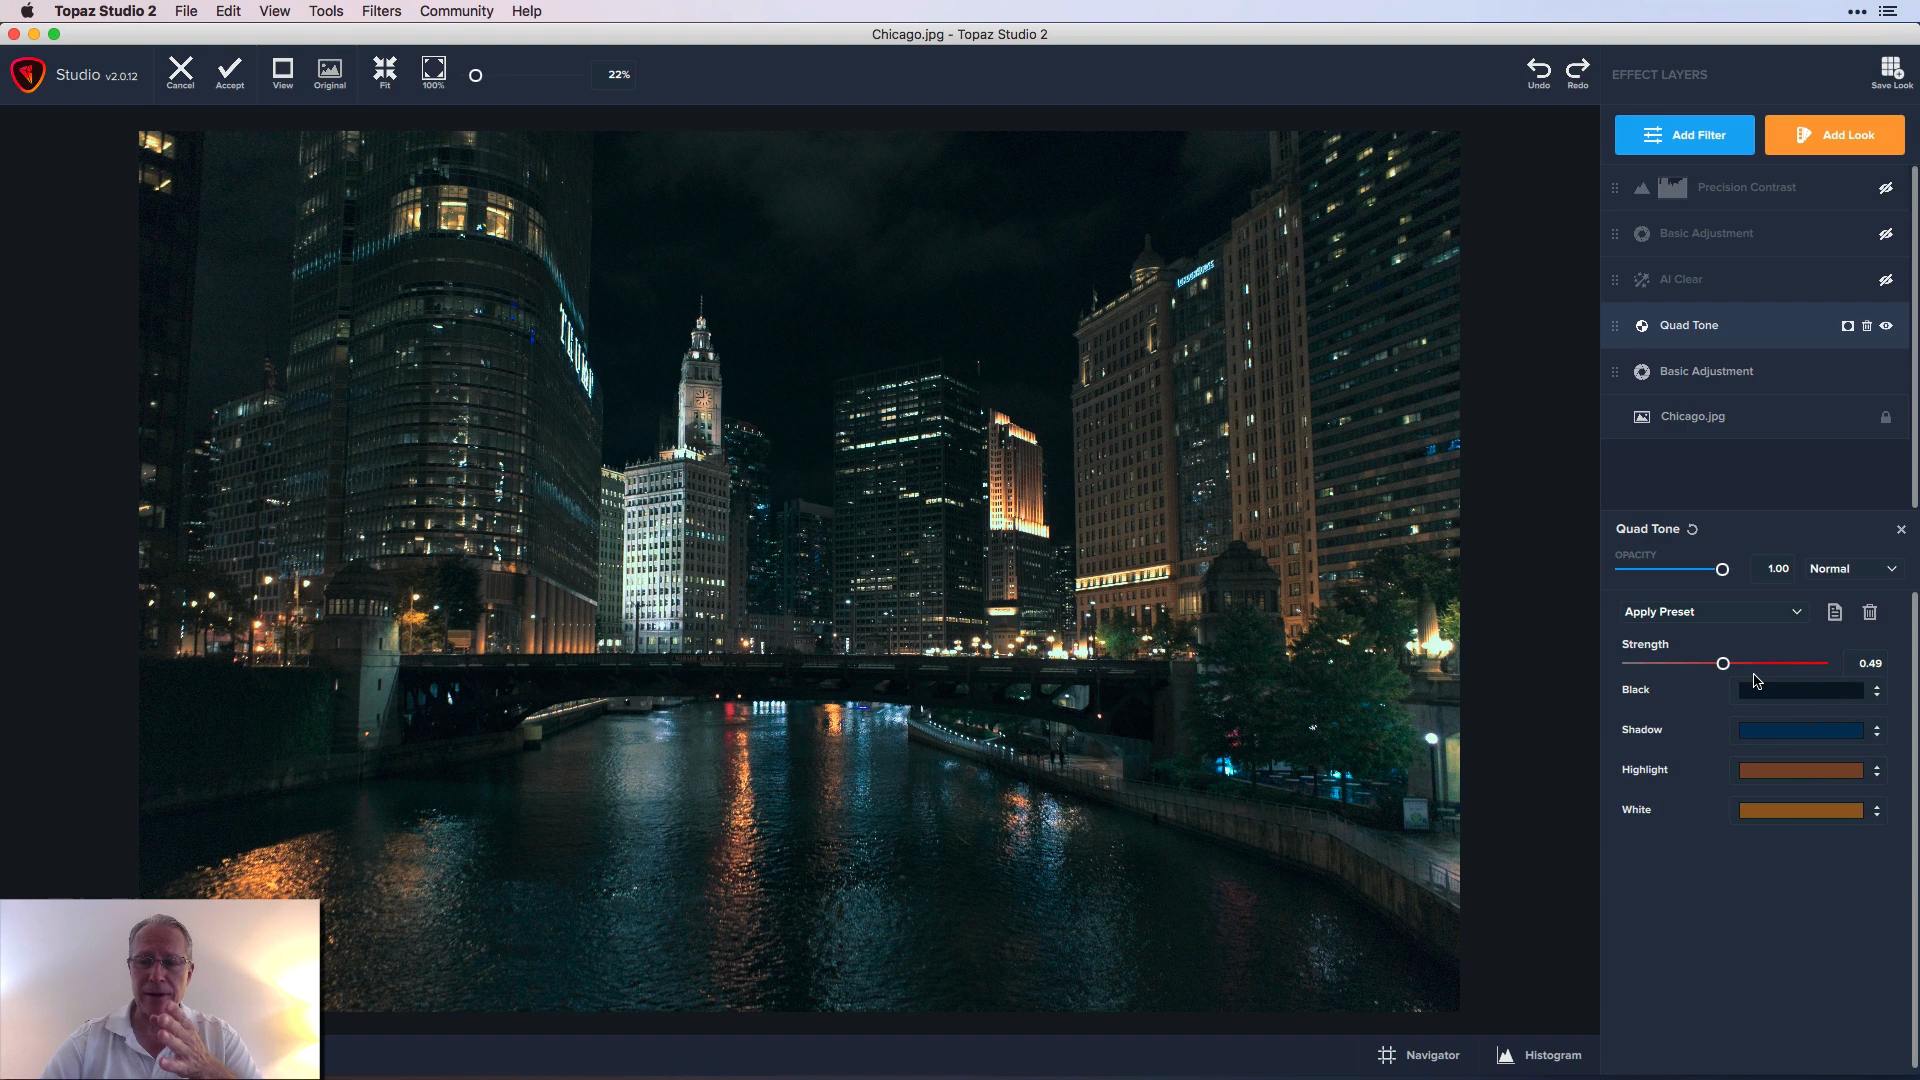 Topaz Studio 2 File Edit View Tools Filters Community Help
Chicago.jpg - Topaz Studio 2
Studio v2.0.12
Cancel
Accept
View
Original
Fit
100%
22%
Undo
Redo
EFFECT LAYERS
Save Look
Add Filter
Add Look
Precision Contrast
Basic Adjustment
AI Clear
Quad Tone
Basic Adjustment
Chicago.jpg
Quad Tone
OPACITY
1.00
Normal
Apply Preset
Strength
0.49
Black
Shadow
Highlight
White
Navigator
Histogram